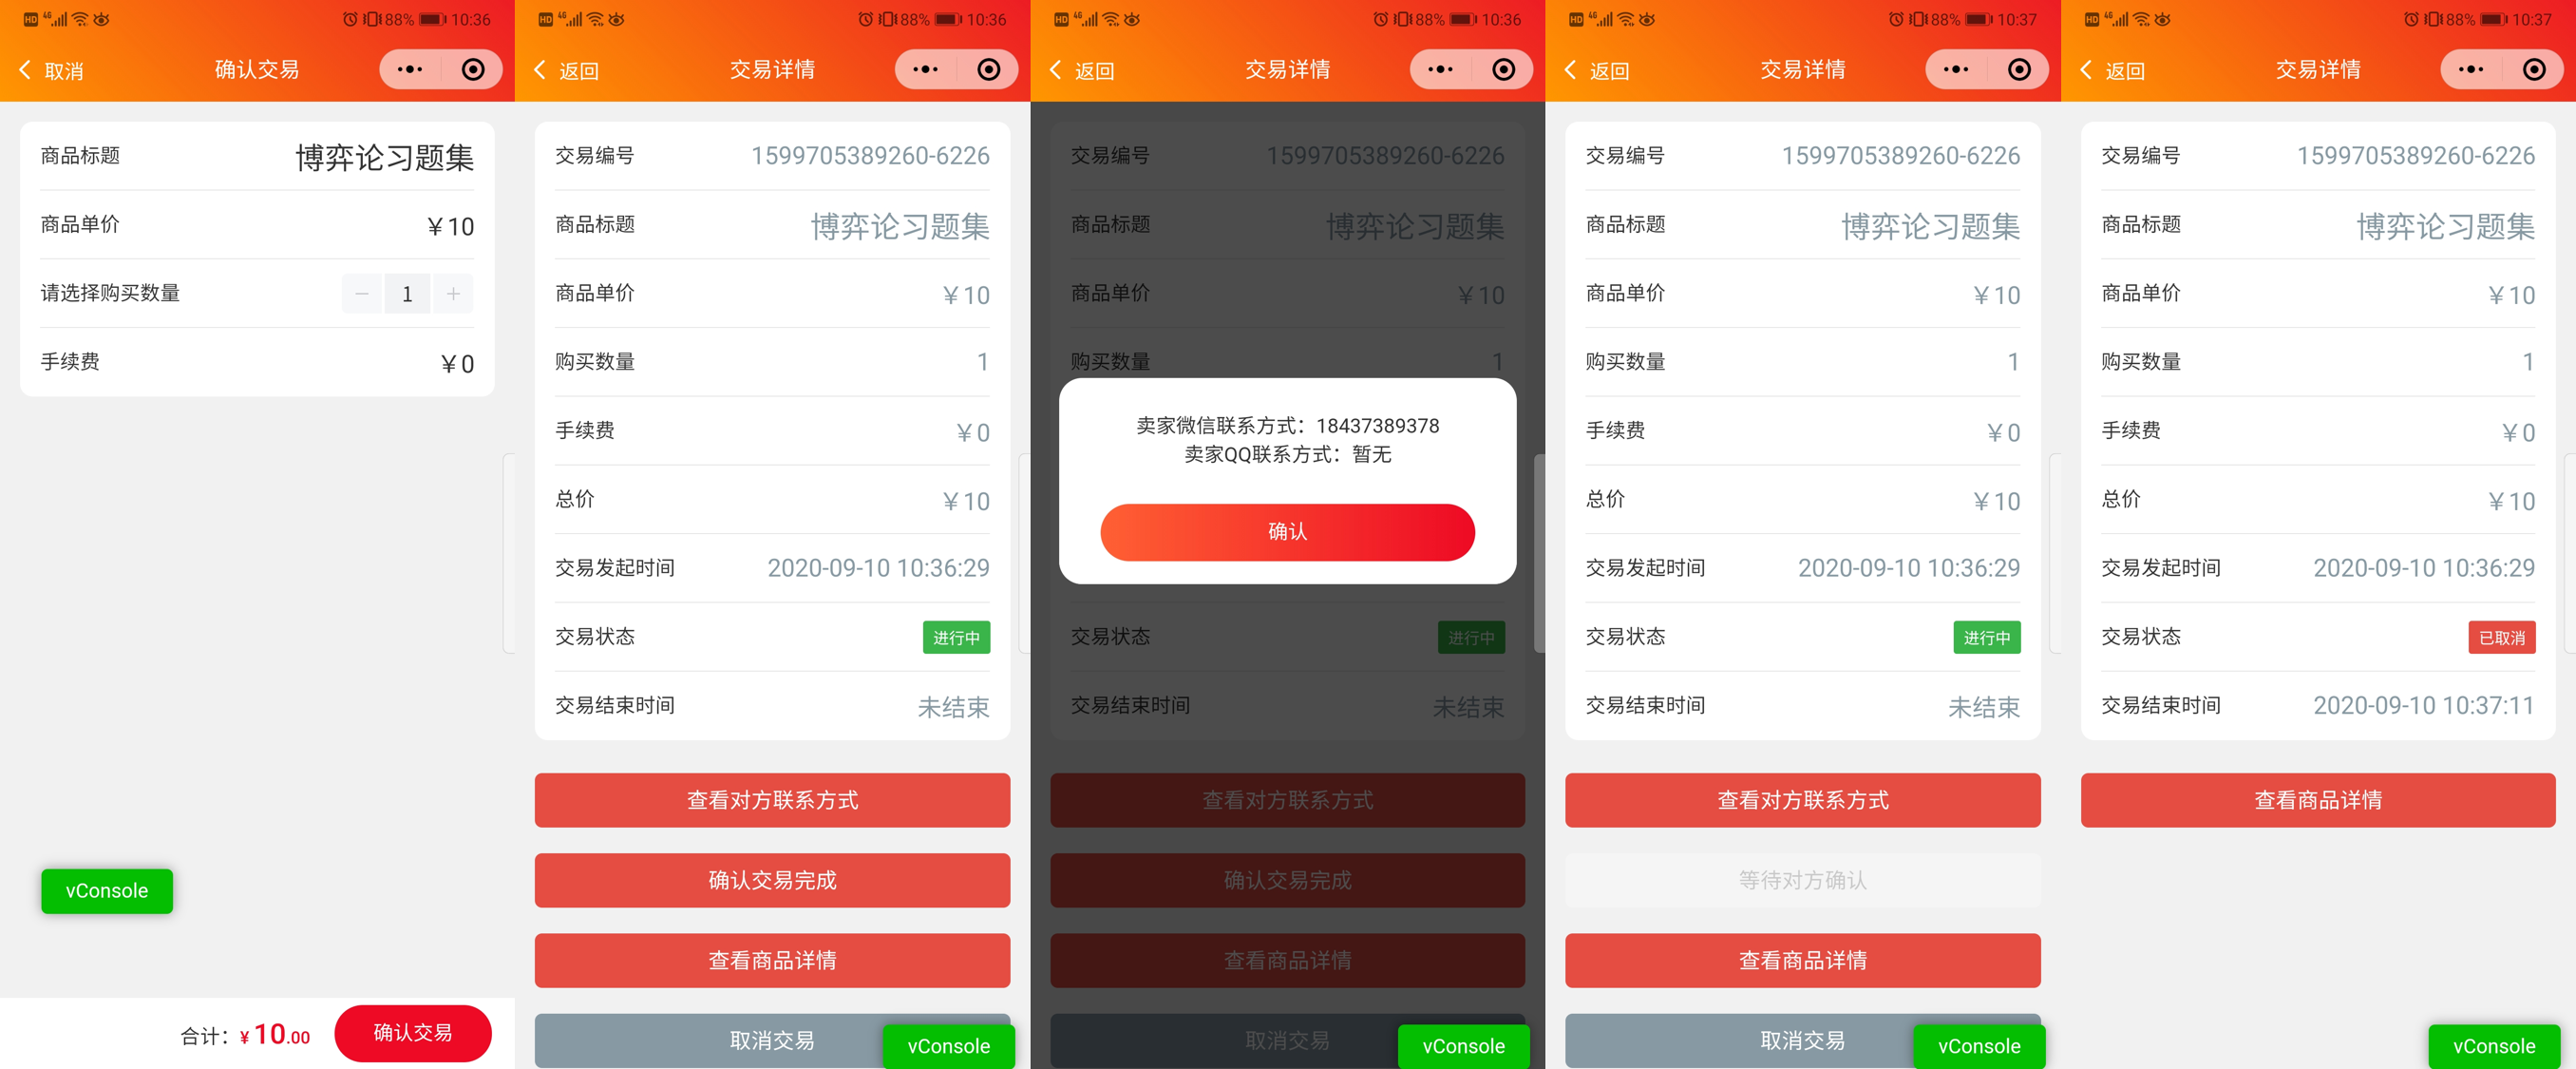 HD 4G 88% 10:36
取消
确认交易
商品标题
博弈论习题集
商品单价
¥10
请选择购买数量
− 1 +
手续费
¥0
vConsole
合计：¥10.00
确认交易
HD 4G 88% 10:36
返回
交易详情
交易编号
1599705389260-6226
商品标题
博弈论习题集
商品单价
¥10
购买数量
1
手续费
¥0
总价
¥10
交易发起时间
2020-09-10 10:36:29
交易状态
进行中
交易结束时间
未结束
查看对方联系方式
确认交易完成
查看商品详情
取消交易
vConsole
HD 4G 88% 10:36
返回
交易详情
交易编号
1599705389260-6226
商品标题
博弈论习题集
商品单价
¥10
购买数量
1
卖家微信联系方式：18437389378
卖家QQ联系方式：暂无
确认
交易状态
进行中
交易结束时间
未结束
查看对方联系方式
确认交易完成
查看商品详情
取消交易
vConsole
HD 4G 88% 10:37
返回
交易详情
交易编号
1599705389260-6226
商品标题
博弈论习题集
商品单价
¥10
购买数量
1
手续费
¥0
总价
¥10
交易发起时间
2020-09-10 10:36:29
交易状态
进行中
交易结束时间
未结束
查看对方联系方式
等待对方确认
查看商品详情
取消交易
vConsole
HD 4G 88% 10:37
返回
交易详情
交易编号
1599705389260-6226
商品标题
博弈论习题集
商品单价
¥10
购买数量
1
手续费
¥0
总价
¥10
交易发起时间
2020-09-10 10:36:29
交易状态
已取消
交易结束时间
2020-09-10 10:37:11
查看商品详情
vConsole